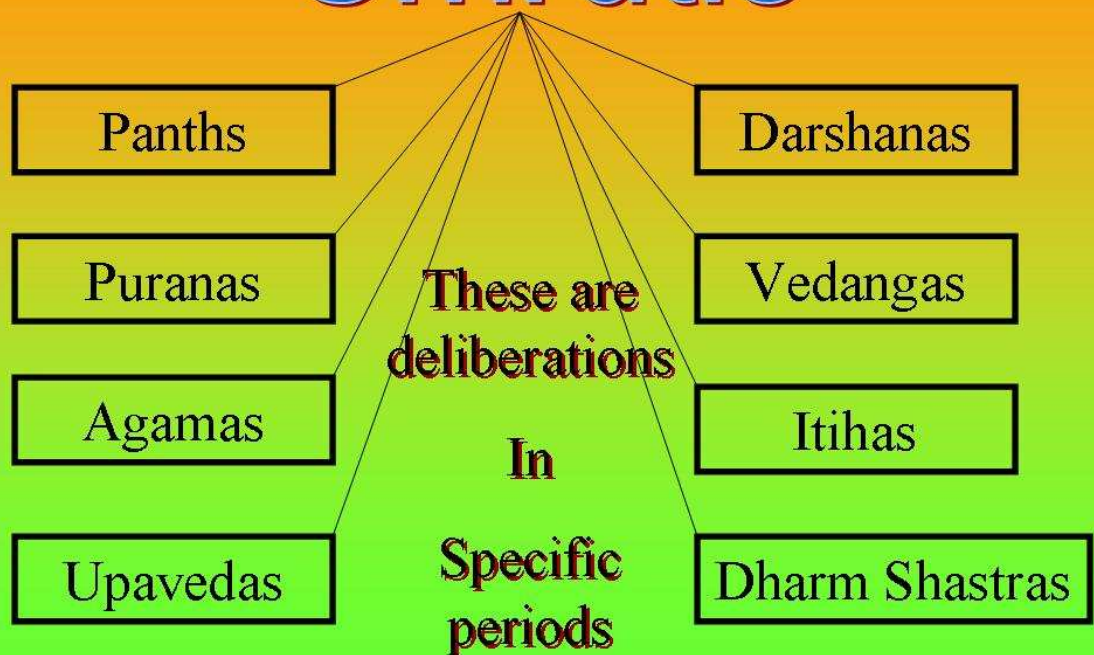 Panths
Darshanas
Puranas
Vedangas
These are
deliberations
Agamas
Itihas
In
Specific
periods
Upavedas
Dharm Shastras